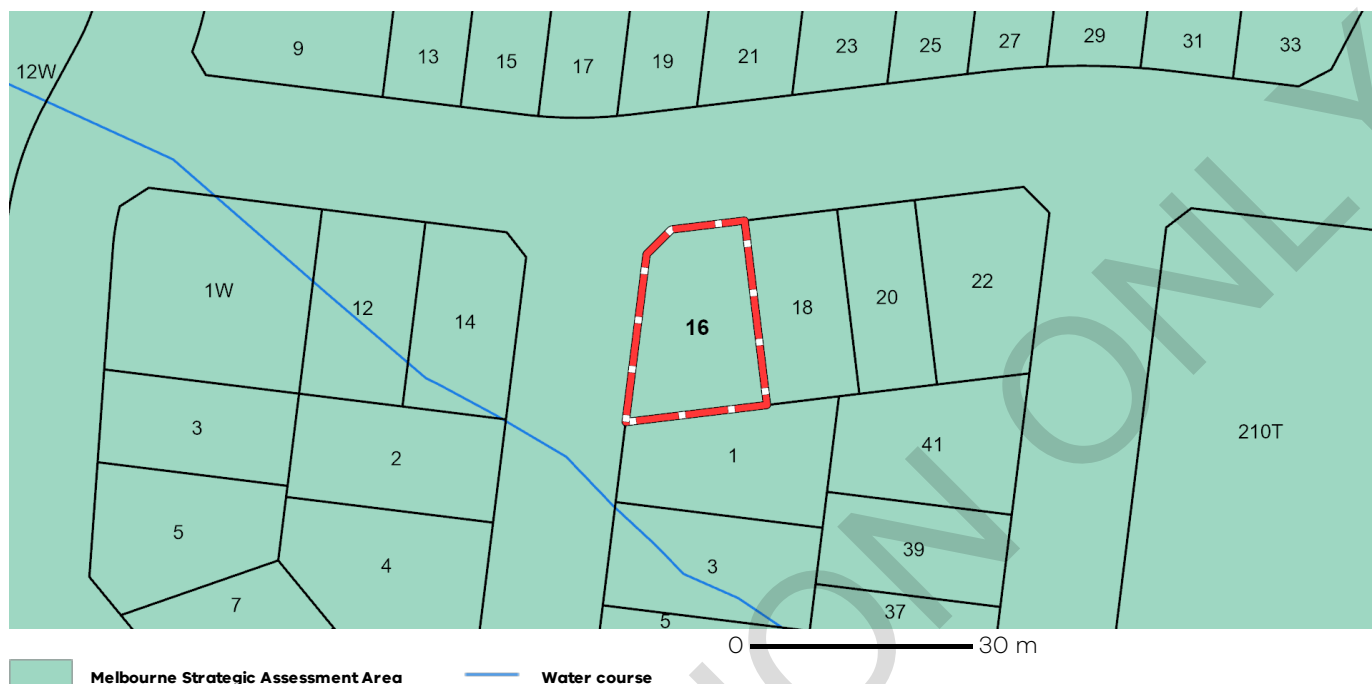 9 13 15 17 19 21 23 25 27 29 31 33
12W
1W 12 14 16 18 20 22
3 2 1 41 210T
5 4 3 39
7 5 37
0 30 m
Melbourne Strategic Assessment Area Water course
ON ONLY